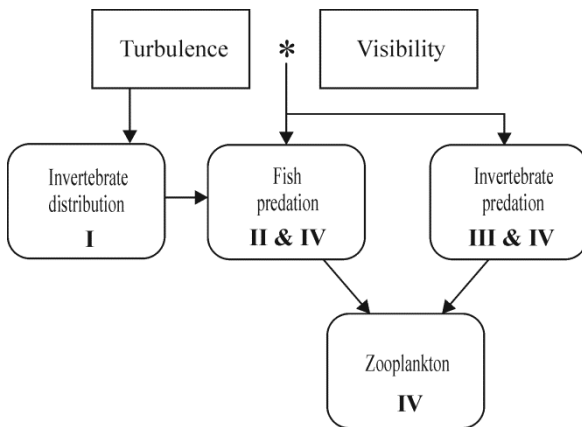 Turbulence
*
Visibility
Invertebrate
distribution
I
Fish
predation
II & IV
Invertebrate
predation
III & IV
Zooplankton
IV